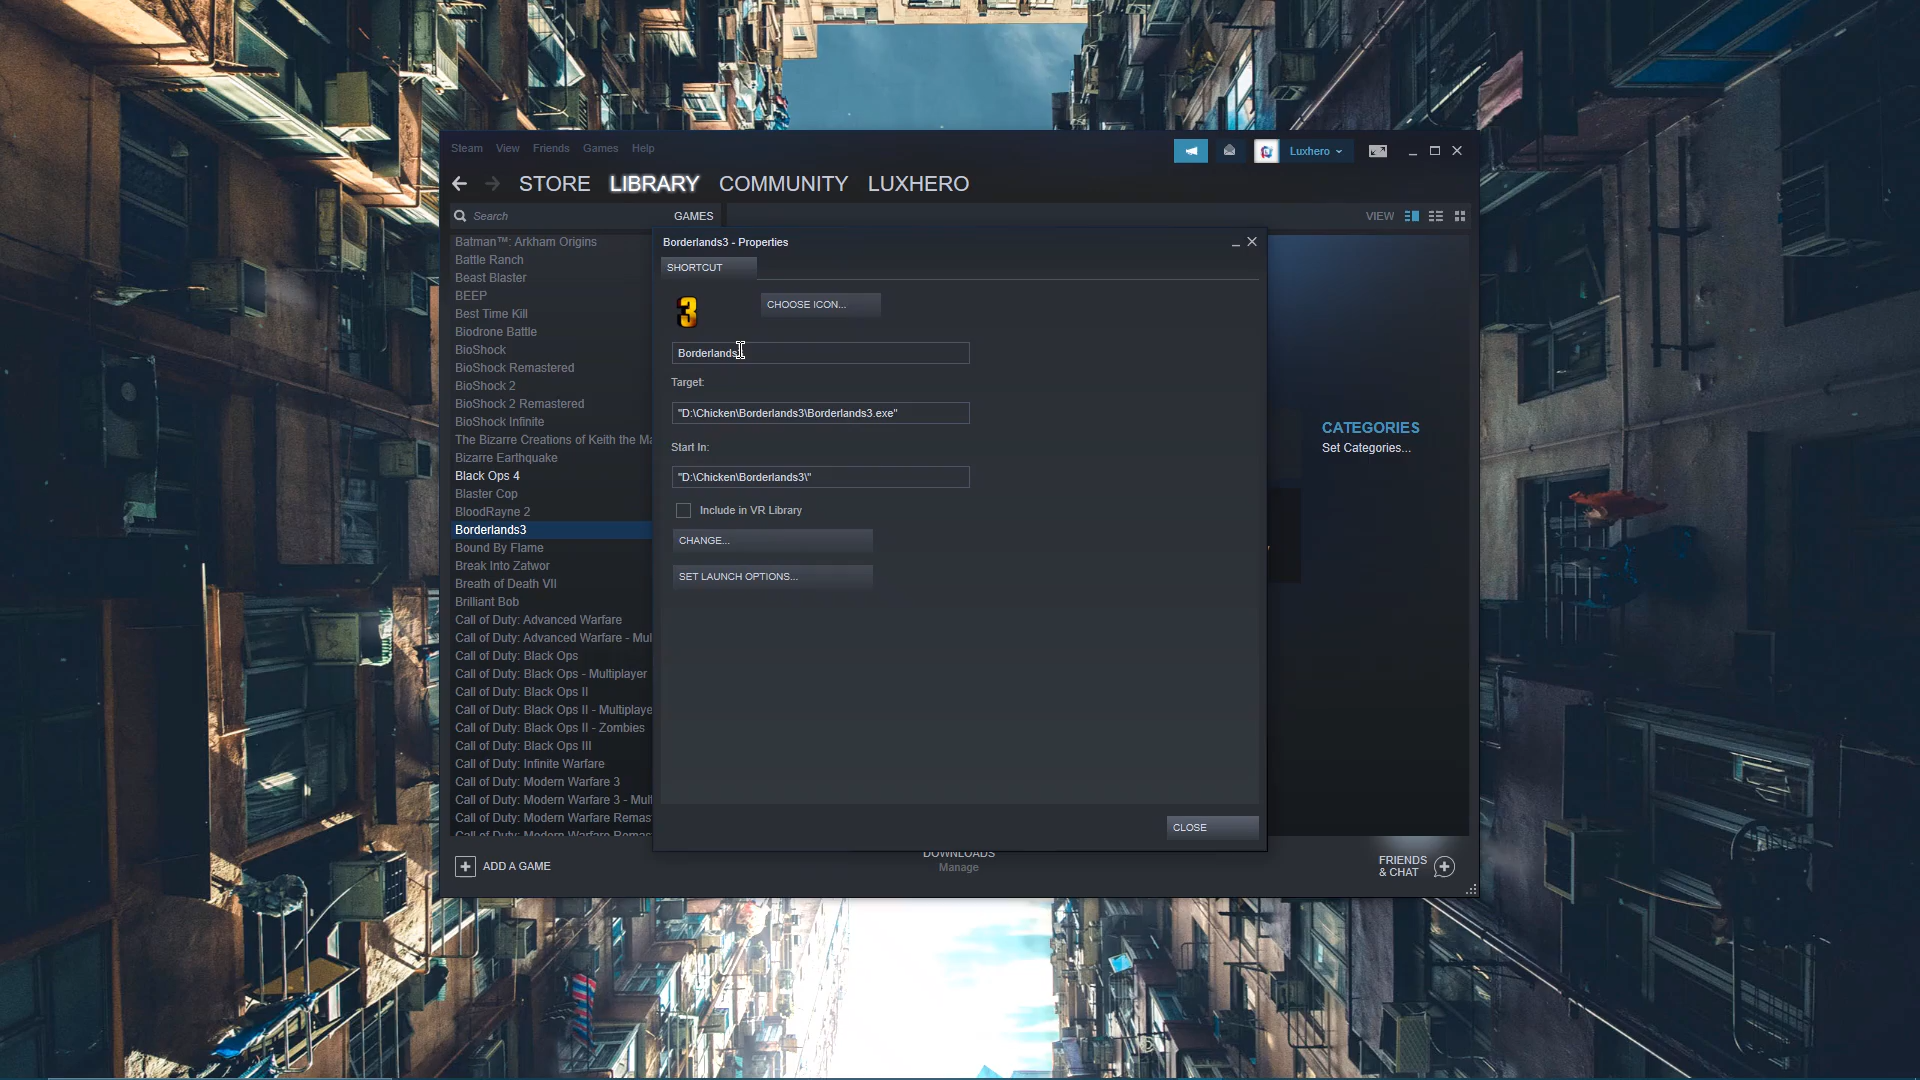 Steam View Friends Games Help
Luxhero
STORE LIBRARY COMMUNITY LUXHERO
Search
GAMES
VIEW
Batman™: Arkham Origins
Battle Ranch
Beast Blaster
BEEP
Best Time Kill
Biodrone Battle
BioShock
BioShock Remastered
BioShock 2
BioShock 2 Remastered
BioShock Infinite
The Bizarre Creations of Keith the Ma
Bizarre Earthquake
Black Ops 4
Blaster Cop
BloodRayne 2
Borderlands3
Bound By Flame
Break Into Zatwor
Breath of Death VII
Brilliant Bob
Call of Duty: Advanced Warfare
Call of Duty: Advanced Warfare - Mul
Call of Duty: Black Ops
Call of Duty: Black Ops - Multiplayer
Call of Duty: Black Ops II
Call of Duty: Black Ops II - Multiplaye
Call of Duty: Black Ops II - Zombies
Call of Duty: Black Ops III
Call of Duty: Infinite Warfare
Call of Duty: Modern Warfare 3
Call of Duty: Modern Warfare 3 - Mul
Call of Duty: Modern Warfare Remas
Call of Duty: Modern Warfare Remas
Borderlands3 - Properties
SHORTCUT
3
CHOOSE ICON...
Borderlands
Target:
"D:\Chicken\Borderlands3\Borderlands3.exe"
Start In:
"D:\Chicken\Borderlands3\"
Include in VR Library
CHANGE...
SET LAUNCH OPTIONS...
CLOSE
CATEGORIES
Set Categories...
ADD A GAME
DOWNLOADS
Manage
FRIENDS
& CHAT